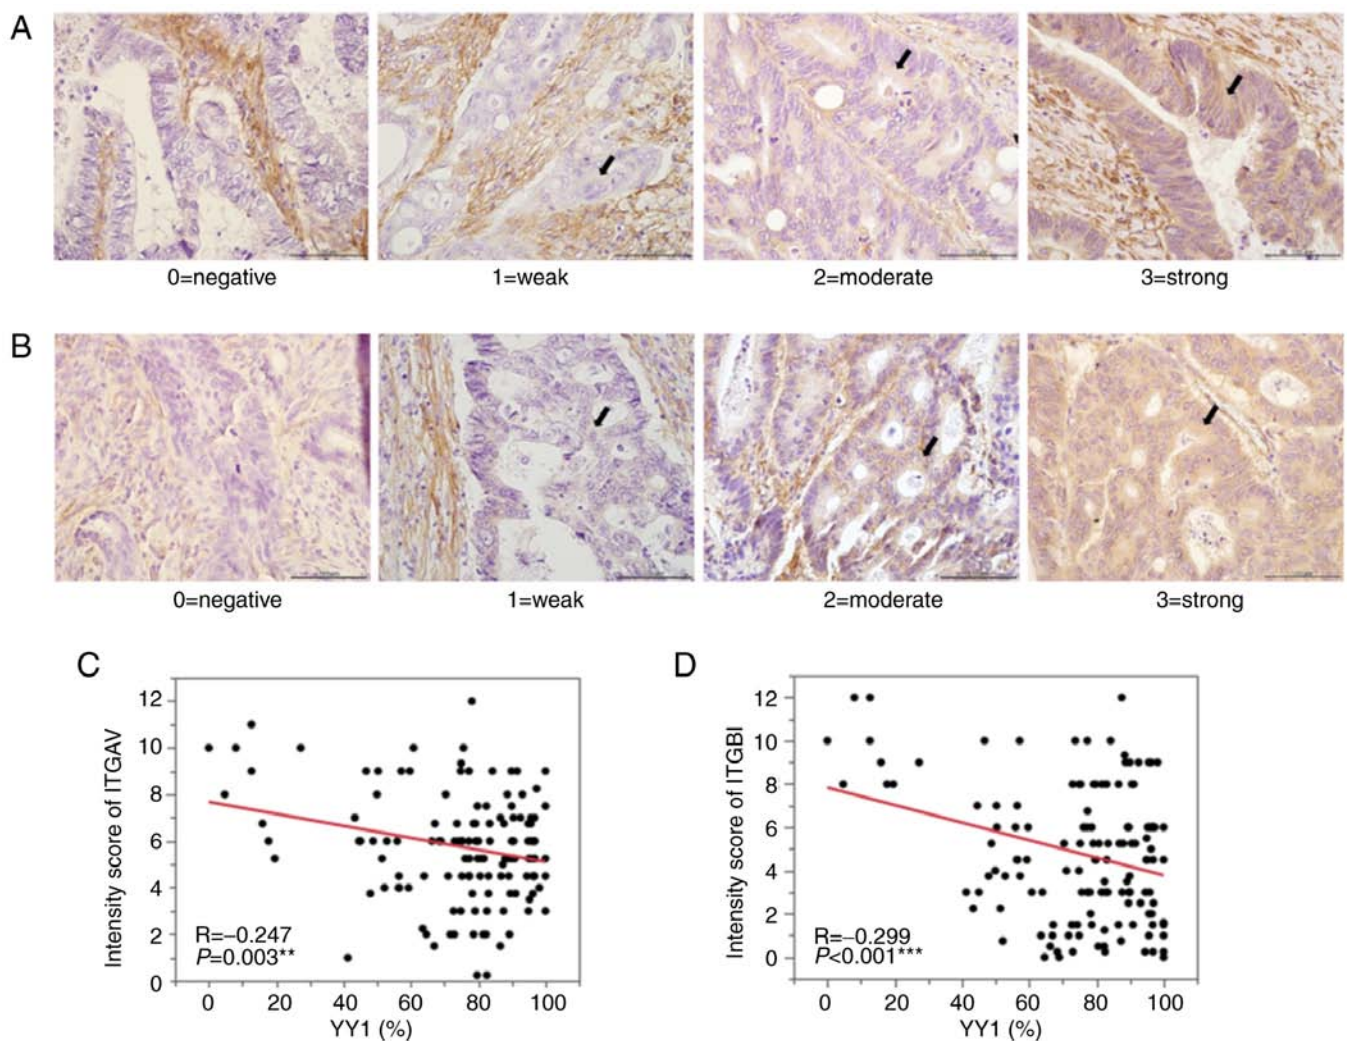 A
0=negative
1=weak
2=moderate
3=strong
B
0=negative
1=weak
2=moderate
3=strong
C
Intensity score of ITGAV
12
10
8
6
4
2
0
R=−0.247
P=0.003**
0 20 40 60 80 100
YY1 (%)
D
Intensity score of ITGBI
12
10
8
6
4
2
0
R=−0.299
P<0.001***
0 20 40 60 80 100
YY1 (%)